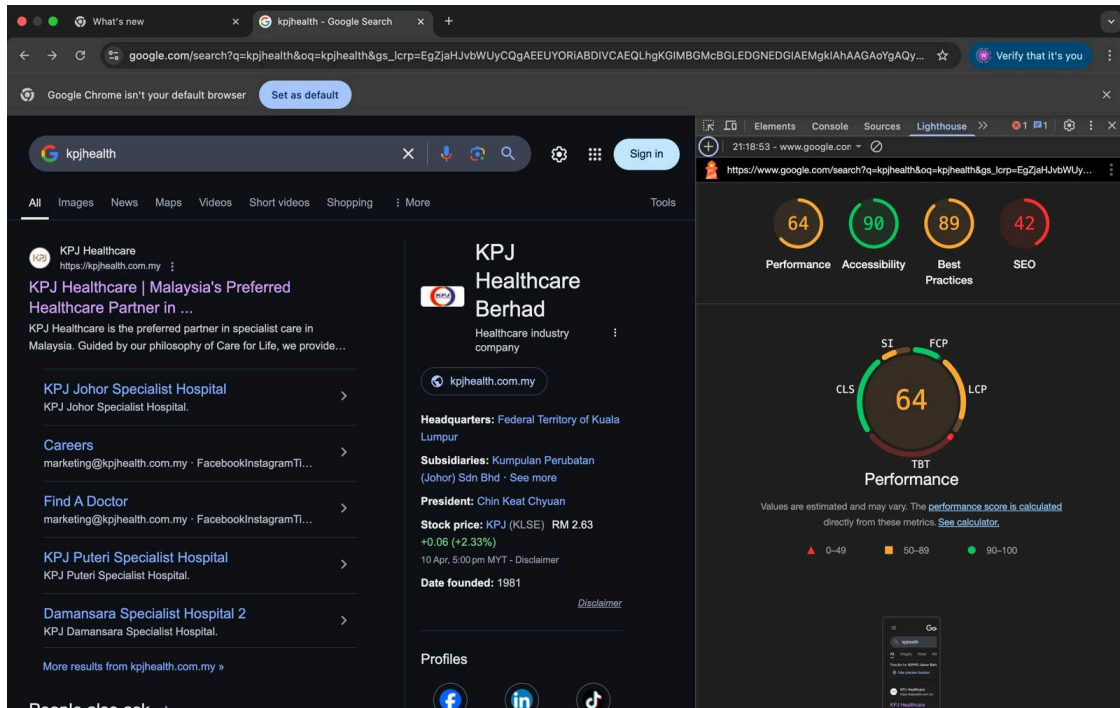 What's new
kpjhealth - Google Search
google.com/search?q=kpjhealth&oq=kpjhealth&gs_lcrp=EgZjaHJvbWUyCQgAEEUYORiABDIVCAEQLhgKGIMBGMcBGLEDGNEDGIAEMgkIAhAAGAoYgAQy...
Verify that it's you
Google Chrome isn't your default browser
Set as default
kpjhealth
Sign in
All
Images
News
Maps
Videos
Short videos
Shopping
More
Tools
KPJ Healthcare
https://kpjhealth.com.my
KPJ Healthcare | Malaysia's Preferred
Healthcare Partner in ...
KPJ Healthcare is the preferred partner in specialist care in
Malaysia. Guided by our philosophy of Care for Life, we provide…
KPJ Johor Specialist Hospital
KPJ Johor Specialist Hospital.
Careers
marketing@kpjhealth.com.my · FacebookInstagramTi...
Find A Doctor
marketing@kpjhealth.com.my · FacebookInstagramTi...
KPJ Puteri Specialist Hospital
KPJ Puteri Specialist Hospital.
Damansara Specialist Hospital 2
KPJ Damansara Specialist Hospital.
More results from kpjhealth.com.my »
People also ask
KPJ
Healthcare
Berhad
Healthcare industry
company
kpjhealth.com.my
Headquarters: Federal Territory of Kuala
Lumpur
Subsidiaries: Kumpulan Perubatan
(Johor) Sdn Bhd · See more
President: Chin Keat Chyuan
Stock price: KPJ (KLSE) RM 2.63
+0.06 (+2.33%)
10 Apr, 5:00 pm MYT - Disclaimer
Date founded: 1981
Disclaimer
Profiles
Elements
Console
Sources
Lighthouse
1
1
21:18:53 - www.google.cor
https://www.google.com/search?q=kpjhealth&oq=kpjhealth&gs_lcrp=EgZjaHJvbWUy...
64
90
89
42
Performance
Accessibility
Best
Practices
SEO
SI
FCP
CLS
LCP
64
TBT
Performance
Values are estimated and may vary. The performance score is calculated
directly from these metrics. See calculator.
0–49
50–89
90–100
Go
kpjhealth
KPJ Healthcare